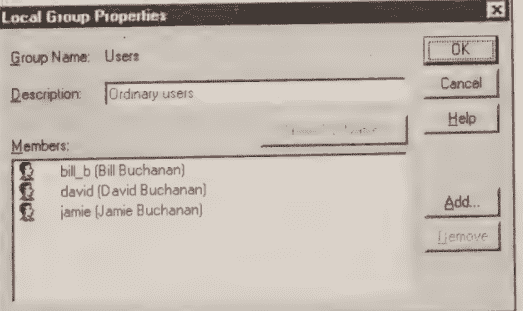 Local Group Properties
Group Name: Users
OK
Description: Ordinary users
Cancel
Help
Members:
bill_b (Bill Buchanan)
david (David Buchanan)
jamie (Jamie Buchanan)
Add...
Remove